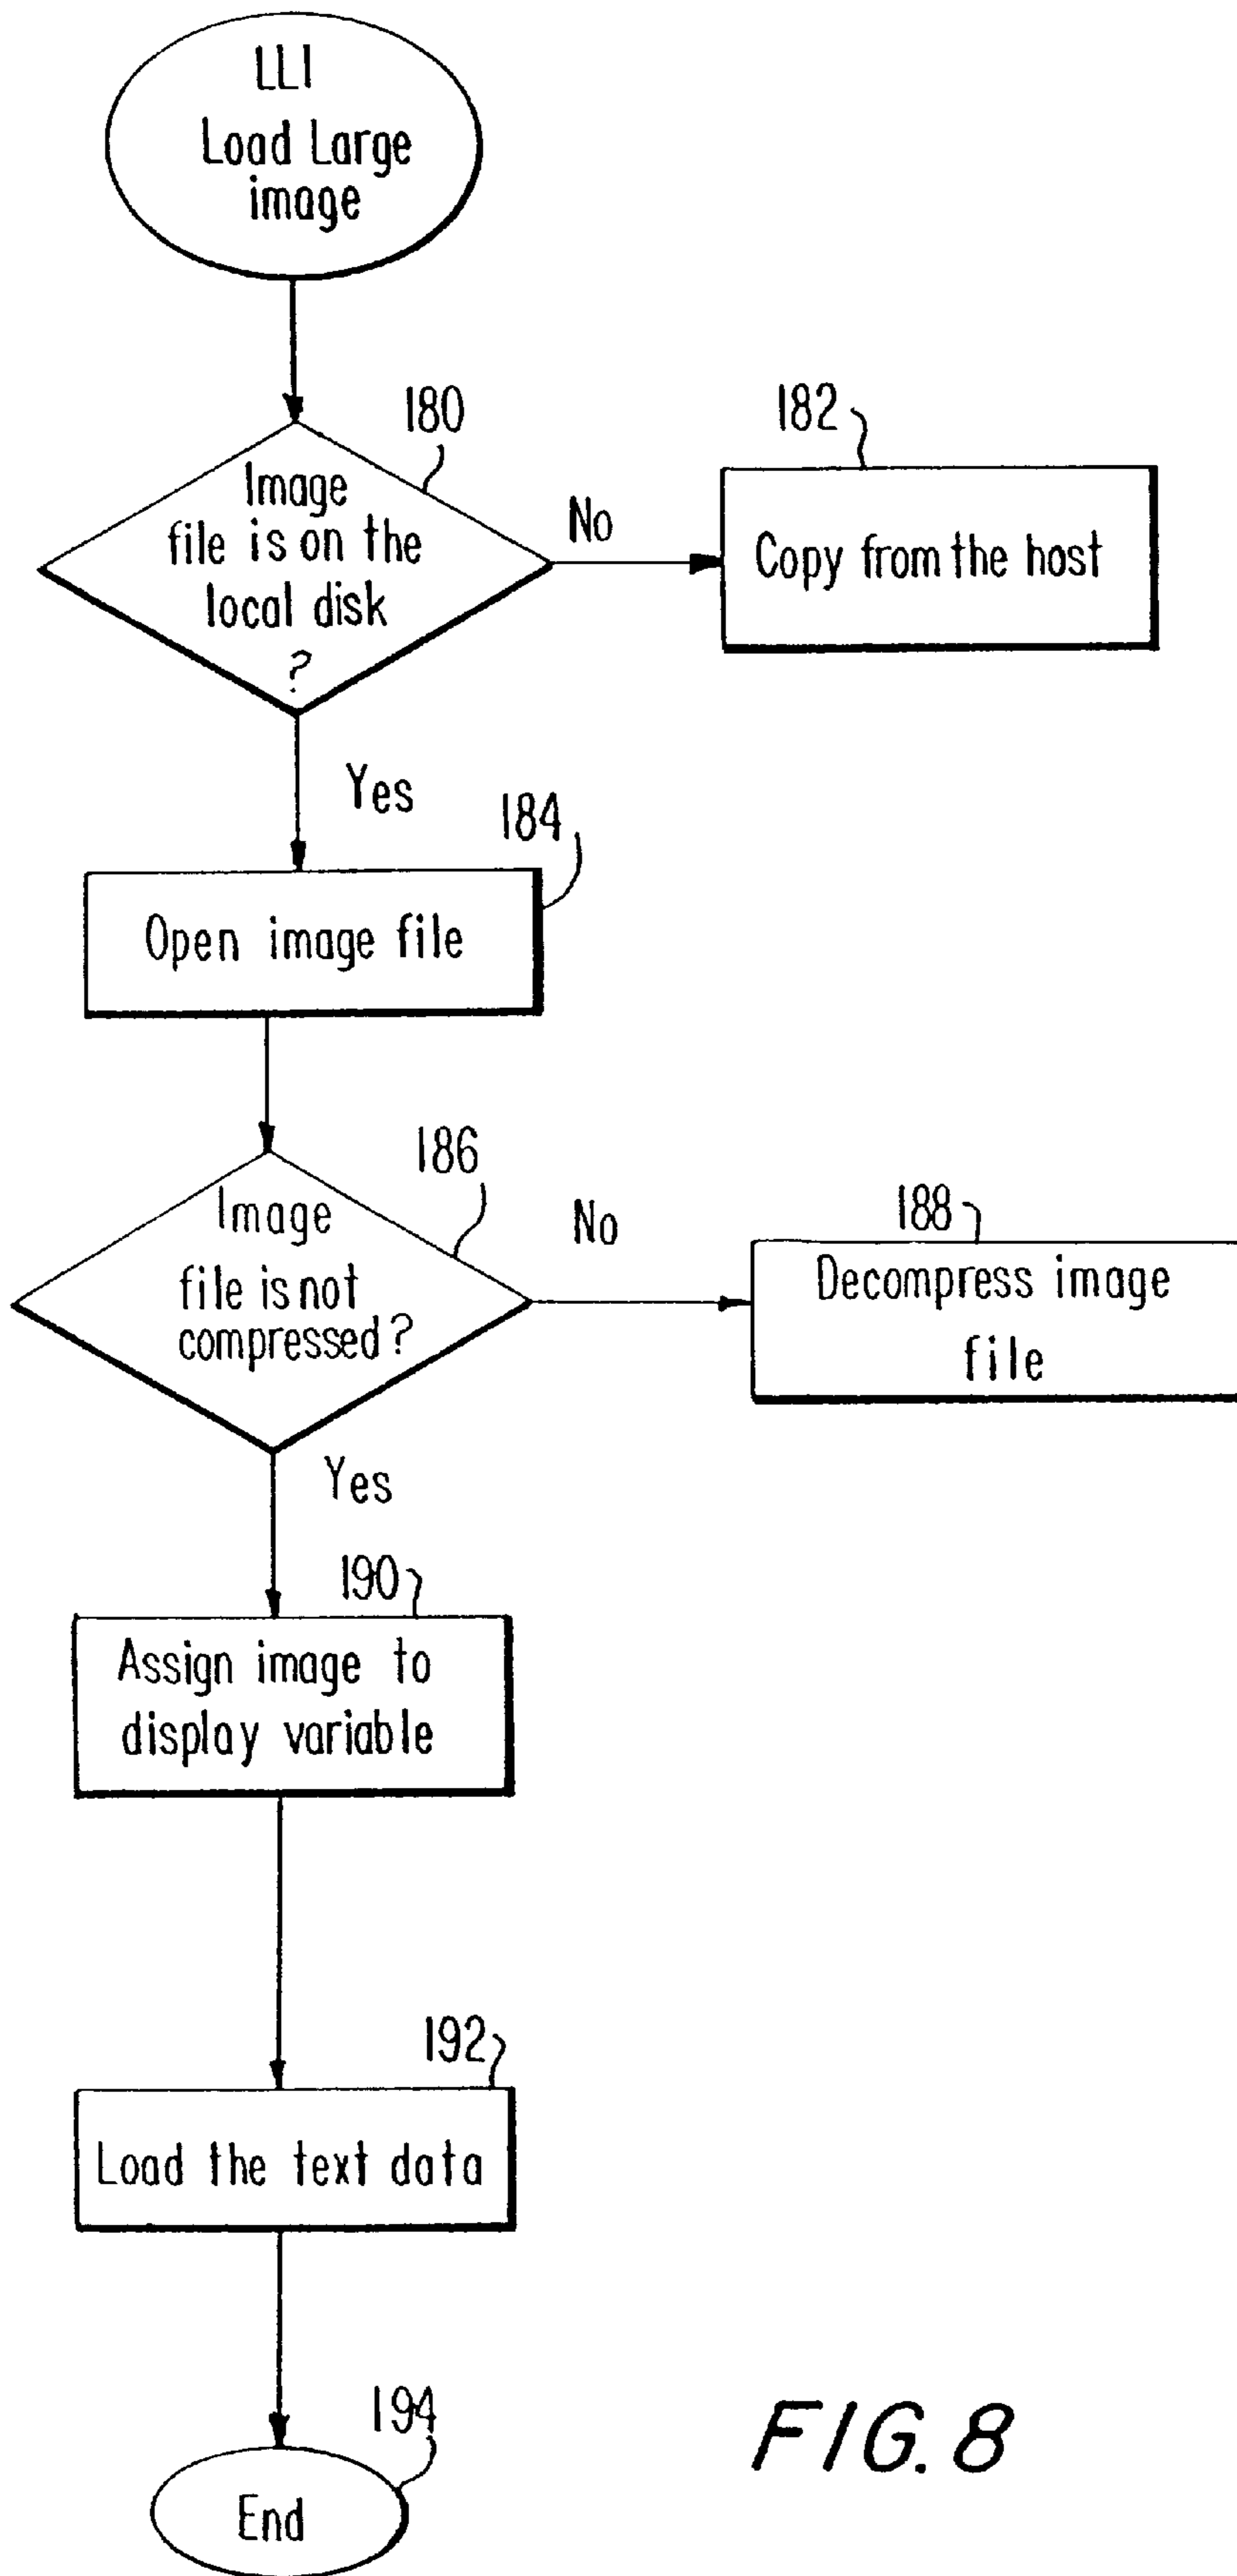 LLI
Load Large
image
180
Image
file is on the
local disk
?
No
182
Copy from the host
Yes
184
Open image file
186
Image
file is not
compressed?
No
188
Decompress image
file
Yes
190
Assign image to
display variable
192
Load the text data
194
End
FIG. 8